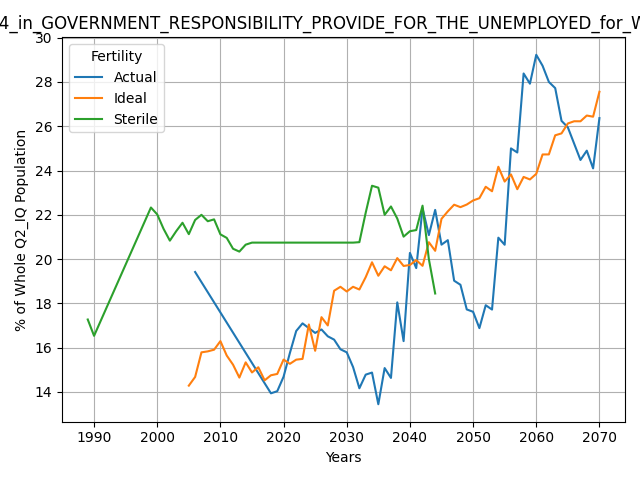 4_in_GOVERNMENT_RESPONSIBILITY_PROVIDE_FOR_THE_UNEMPLOYED_for_W
Fertility
Actual
Ideal
Sterile
% of Whole Q2_IQ Population
30
28
26
24
22
20
18
16
14
1990 2000 2010 2020 2030 2040 2050 2060 2070
Years